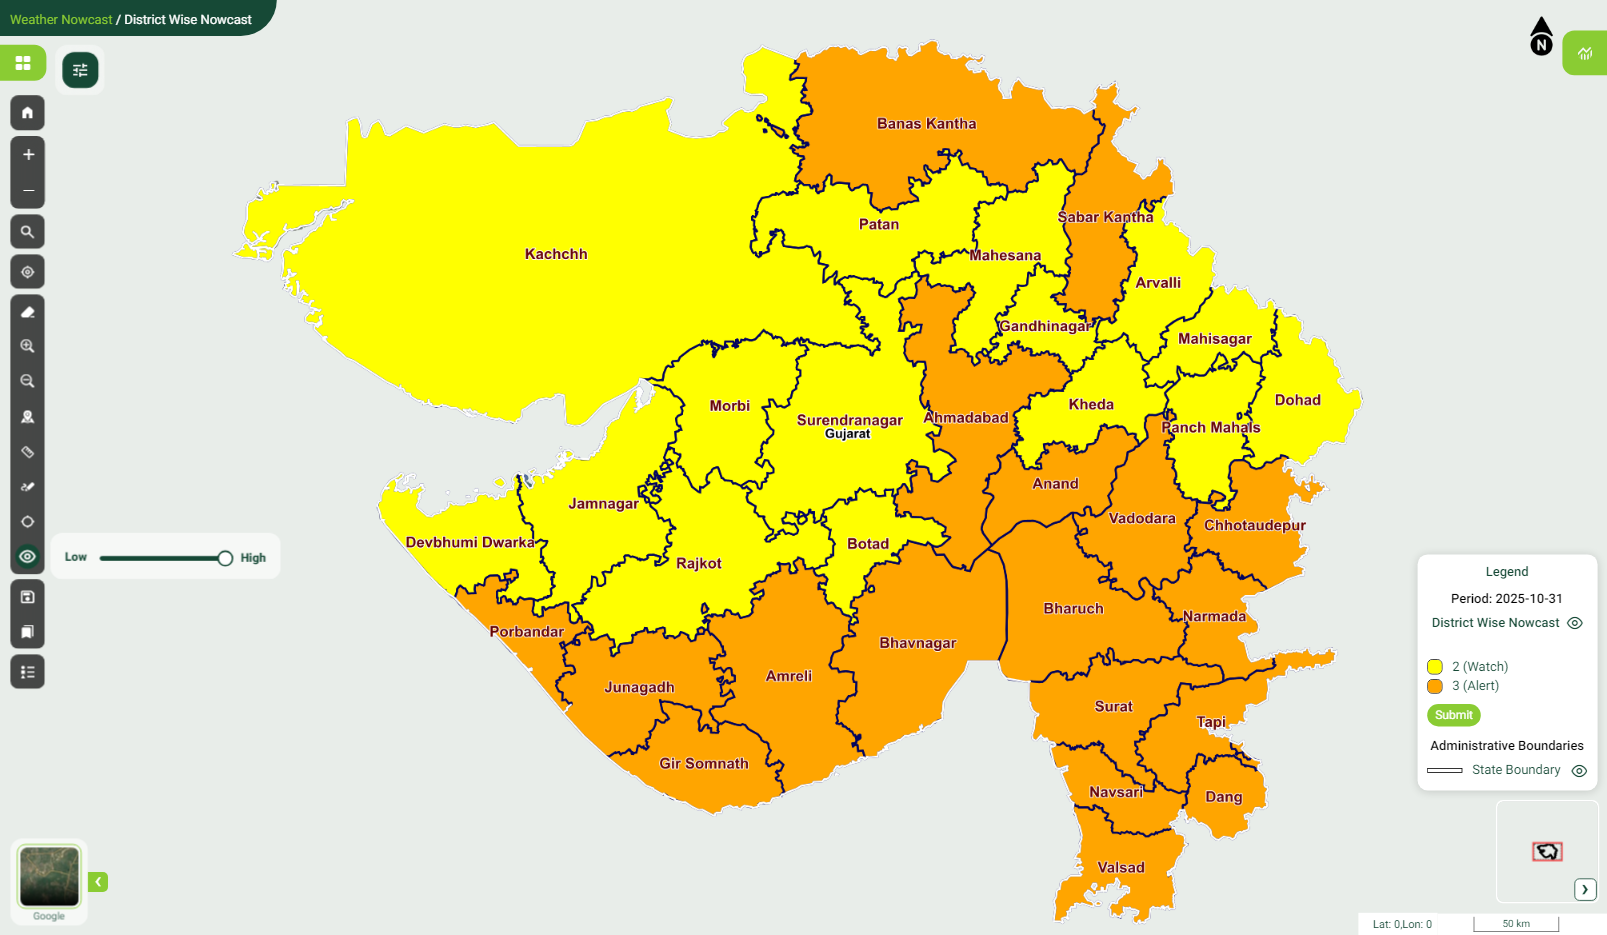 Weather Nowcast / District Wise Nowcast
N
Banas Kantha
Sabar Kantha
Patan
Kachchh
Mahesana
Arvalli
Gandhinagar
Mahisagar
Dohad
Morbi
Kheda
Surendranagar
Ahmadabad
Panch Mahals
Gujarat
Anand
Jamnagar
Vadodara
Chhotaudepur
Devbhumi Dwarka
Botad
Rajkot
Low
High
Bharuch
Narmada
Porbandar
Bhavnagar
Amreli
Junagadh
Surat
Tapi
Gir Somnath
Navsari
Dang
Valsad
Legend
Period: 2025-10-31
District Wise Nowcast
2 (Watch)
3 (Alert)
Submit
Administrative Boundaries
State Boundary
Google
Lat: 0,Lon: 0
50 km